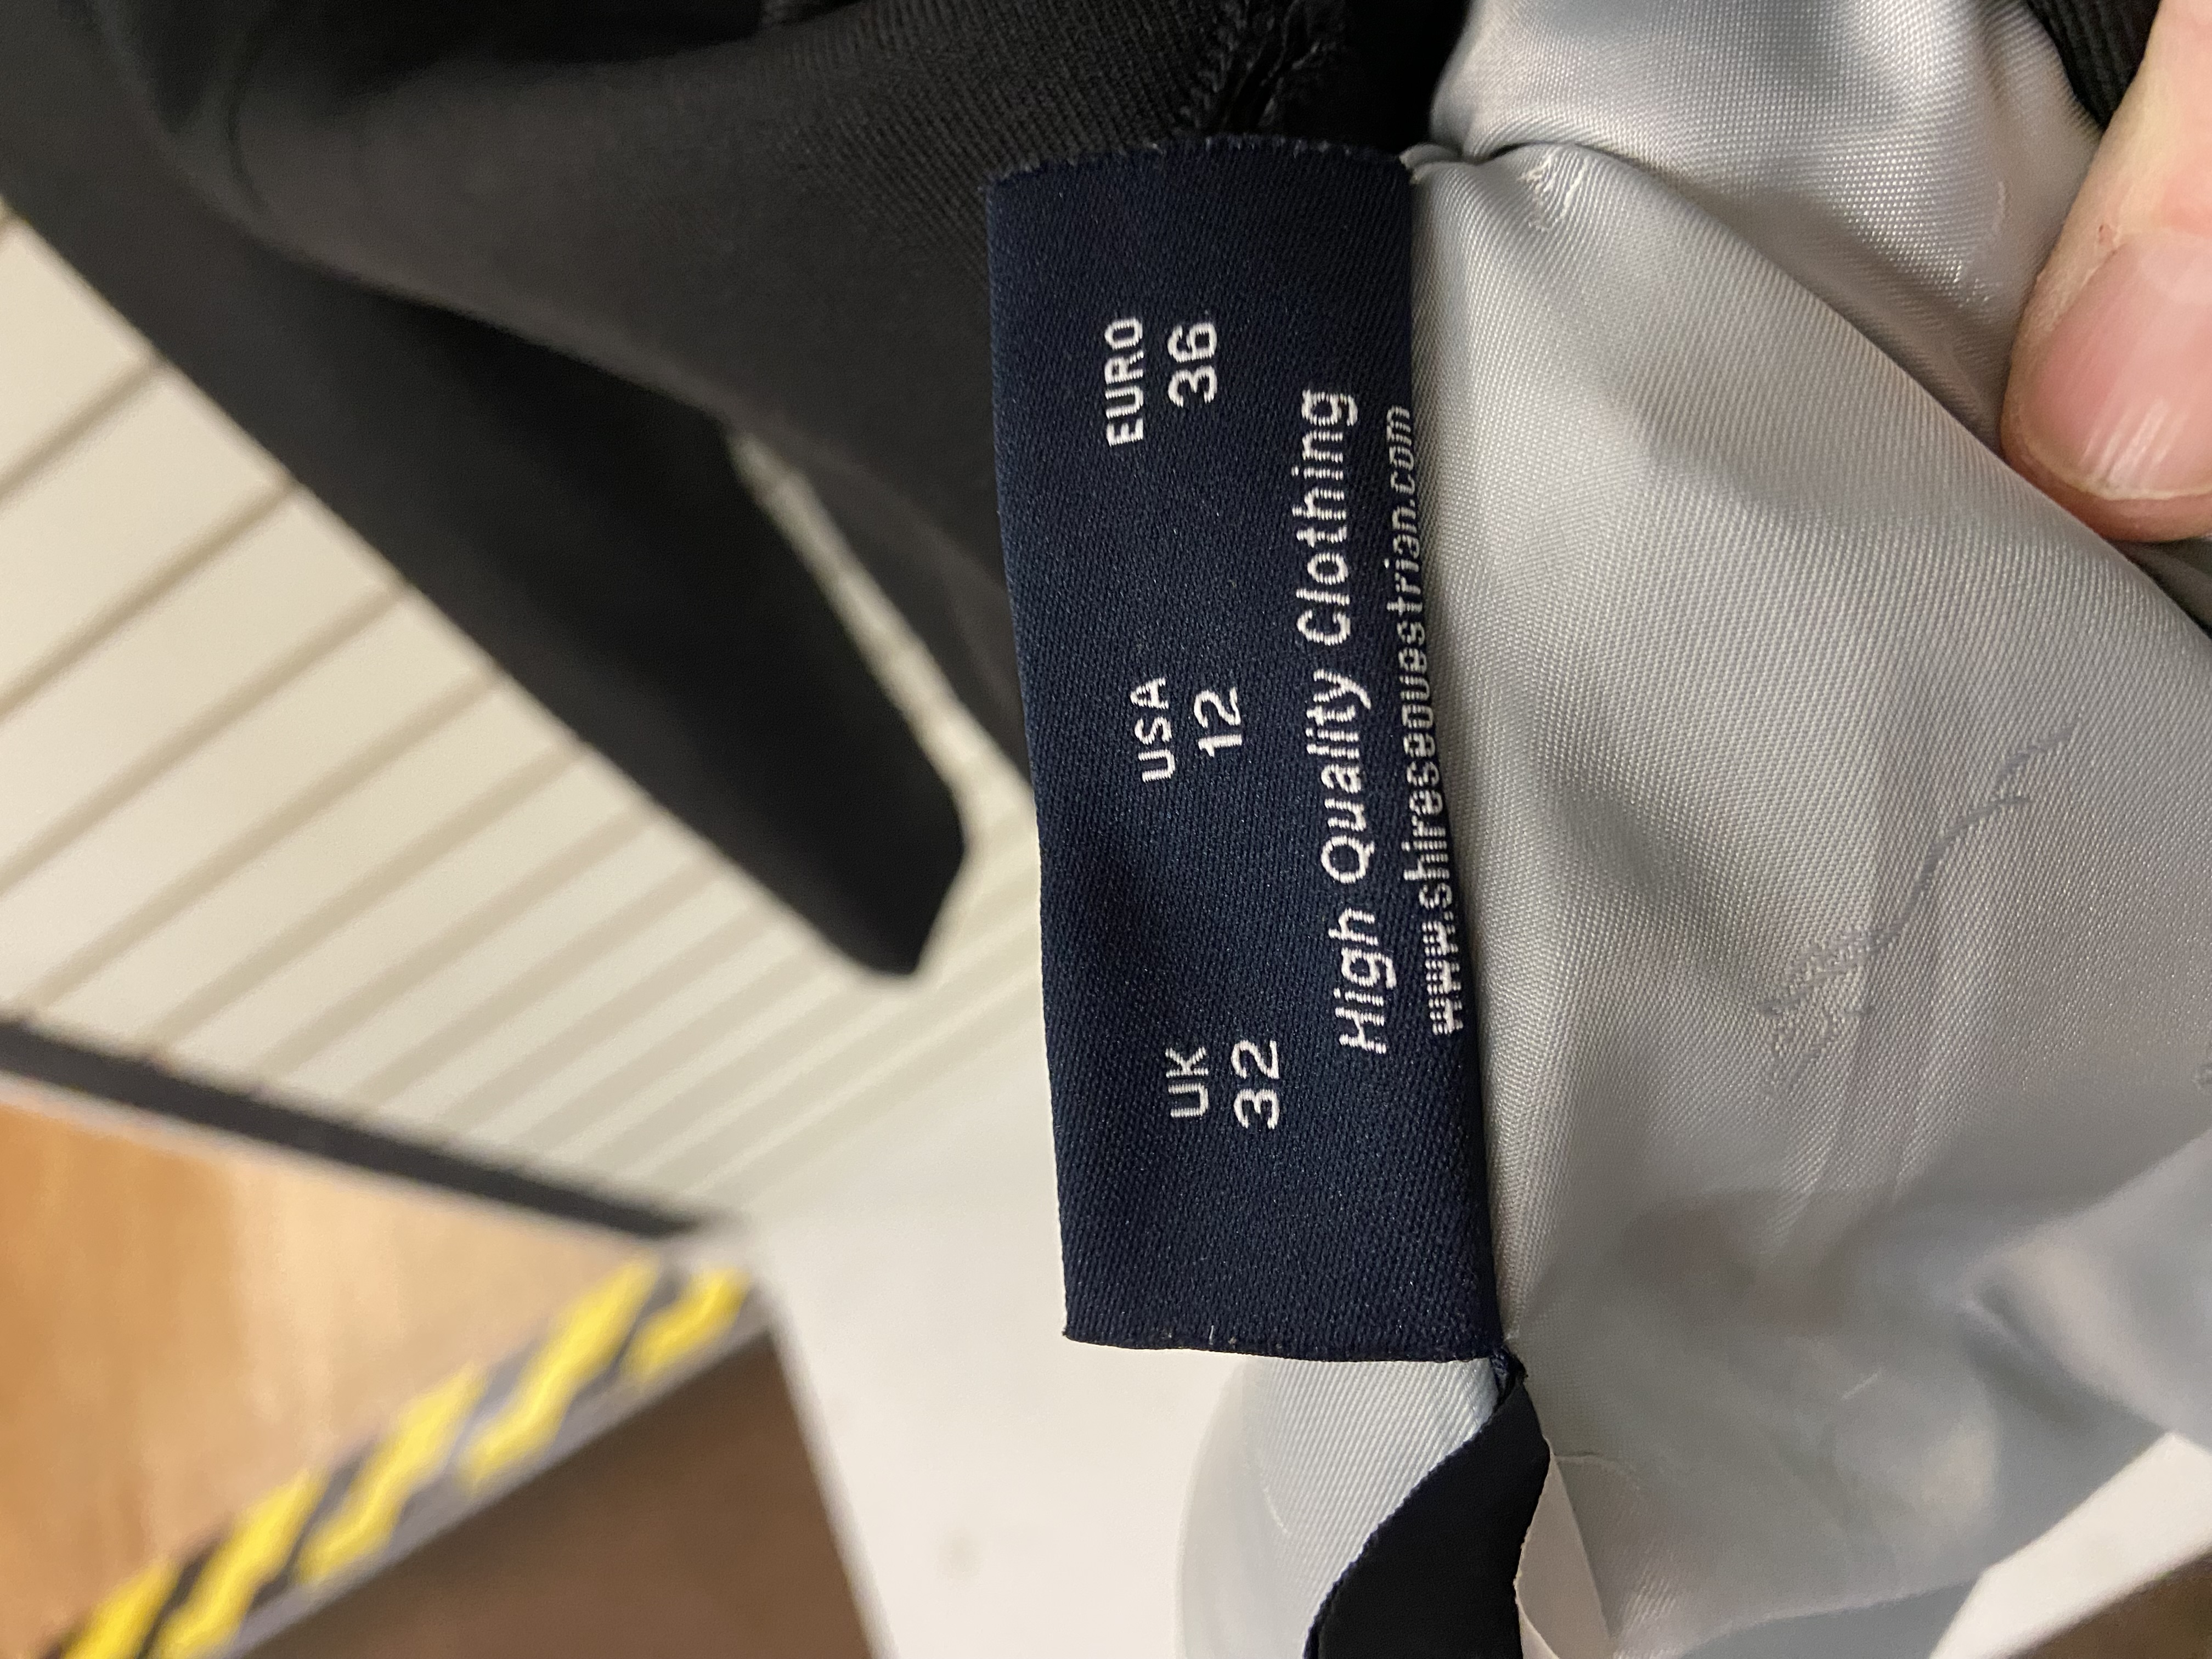 UK USA EURO
32 12 36
High Quality Clothing
www.shiresequestrian.com